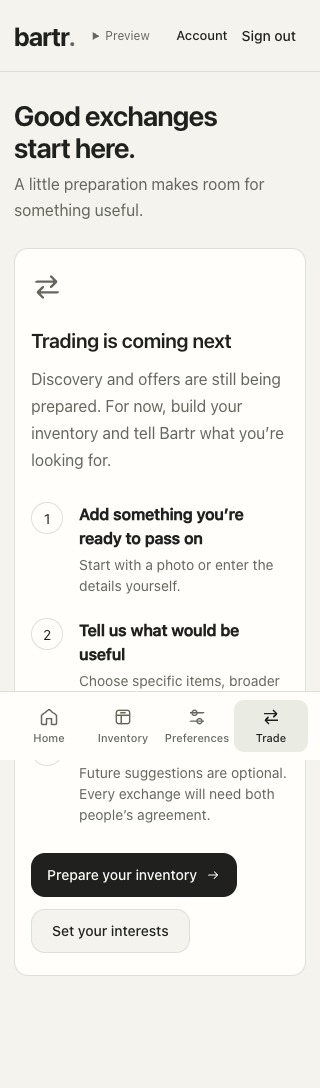 bartr.
Preview
Account
Sign out
Good exchanges
start here.
A little preparation makes room for
something useful.
Trading is coming next
Discovery and offers are still being
prepared. For now, build your
inventory and tell Bartr what you’re
looking for.
1
Add something you’re
ready to pass on
Start with a photo or enter the
details yourself.
2
Tell us what would be
useful
Choose specific items, broader
Home
Inventory
Preferences
Trade
Future suggestions are optional.
Every exchange will need both
people’s agreement.
Prepare your inventory →
Set your interests